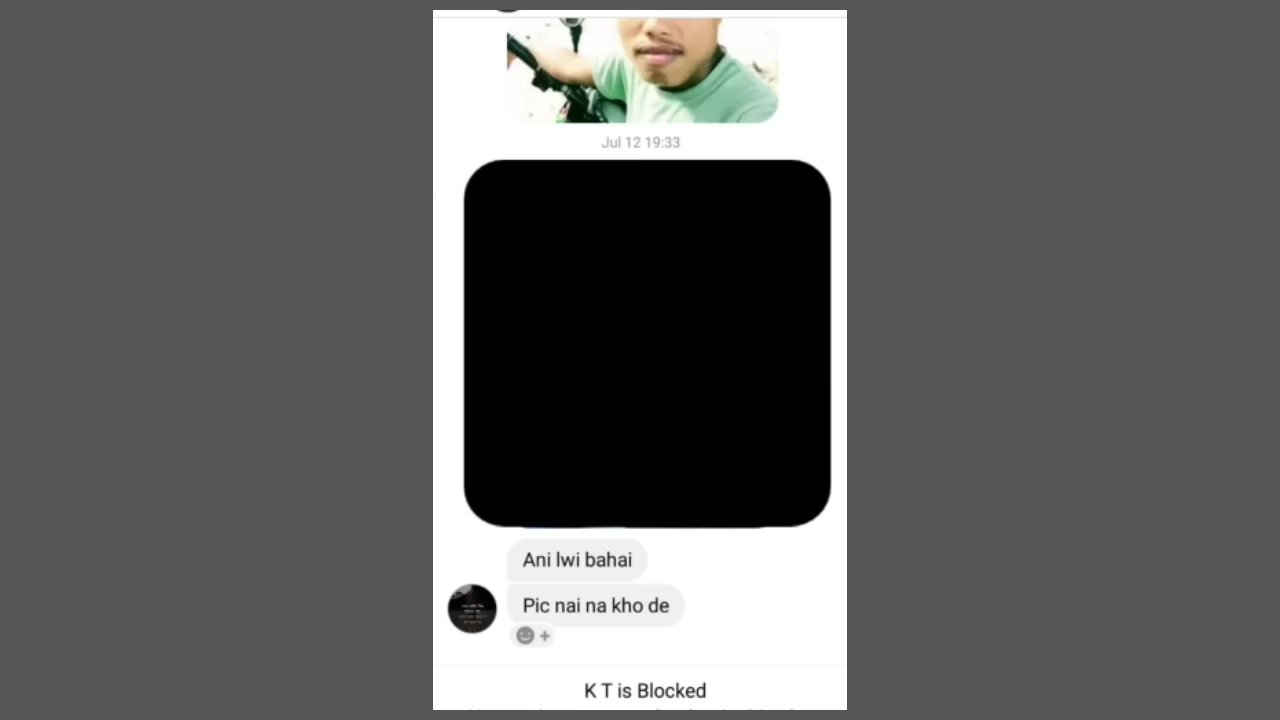 Jul 12 19:33
Ani lwi bahai
Pic nai na kho de
K T is Blocked